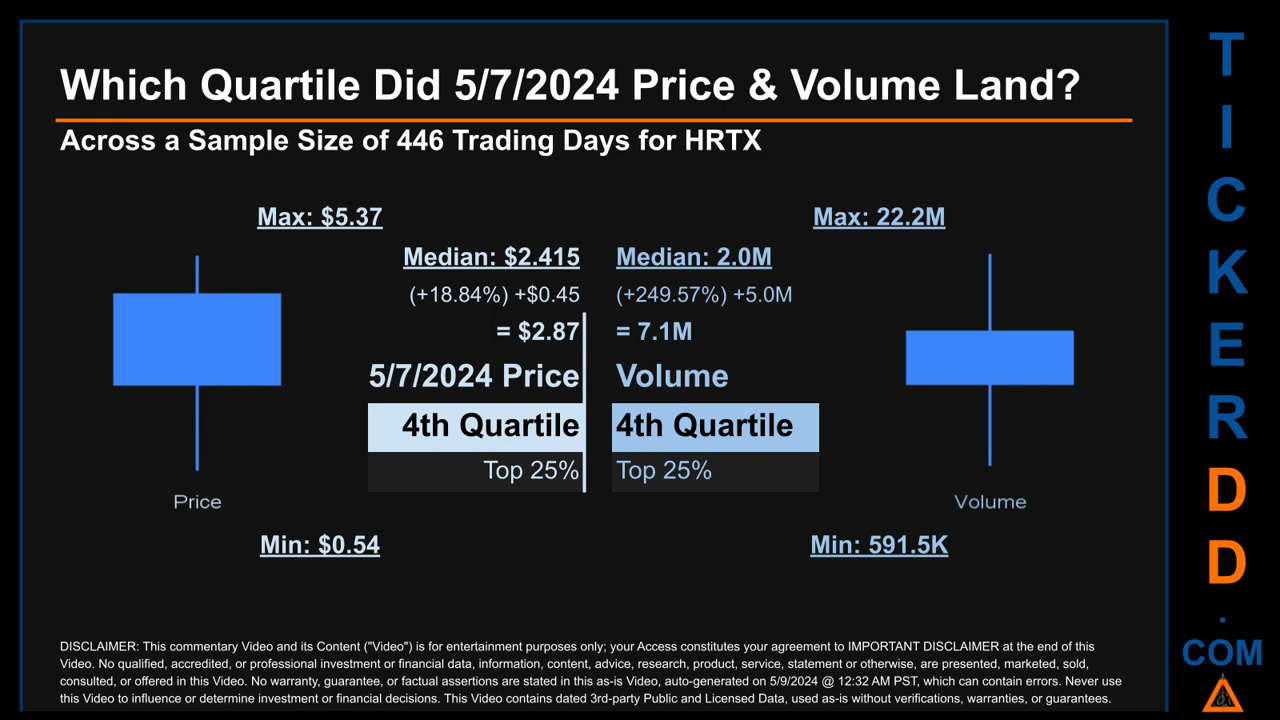 Which Quartile Did 5/7/2024 Price & Volume Land?
Across a Sample Size of 446 Trading Days for HRTX
Max: $5.37
Median: $2.415
(+18.84%) +$0.45
= $2.87
5/7/2024 Price
4th Quartile
Top 25%
Price
Min: $0.54
Max: 22.2M
Median: 2.0M
(+249.57%) +5.0M
= 7.1M
Volume
4th Quartile
Top 25%
Volume
Min: 591.5K
DISCLAIMER: This commentary Video and its Content ("Video") is for entertainment purposes only; your Access constitutes your agreement to IMPORTANT DISCLAIMER at the end of this
Video. No qualified, accredited, or professional investment or financial data, information, content, advice, research, product, service, statement or otherwise, are presented, marketed, sold,
consulted, or offered in this Video. No warranty, guarantee, or factual assertions are stated in this as-is Video, auto-generated on 5/9/2024 @ 12:32 AM PST, which can contain errors. Never use
this Video to influence or determine investment or financial decisions. This Video contains dated 3rd-party Public and Licensed Data, used as-is without verifications, warranties, or guarantees.
T
I
C
K
E
R
D
D
.
COM